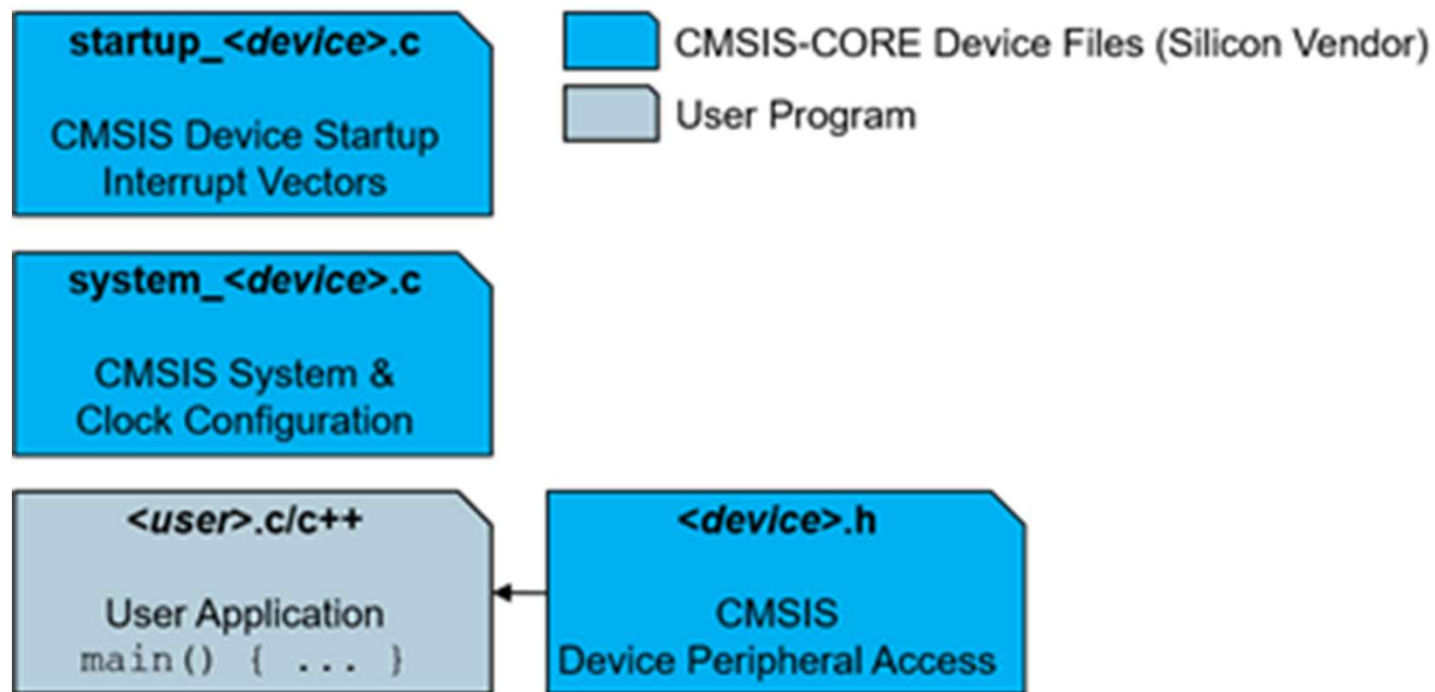 startup_<device>.c
CMSIS Device Startup
Interrupt Vectors
CMSIS-CORE Device Files (Silicon Vendor)
User Program
system_<device>.c
CMSIS System &
Clock Configuration
<user>.c/c++
User Application
main() { ... }
<device>.h
CMSIS
Device Peripheral Access